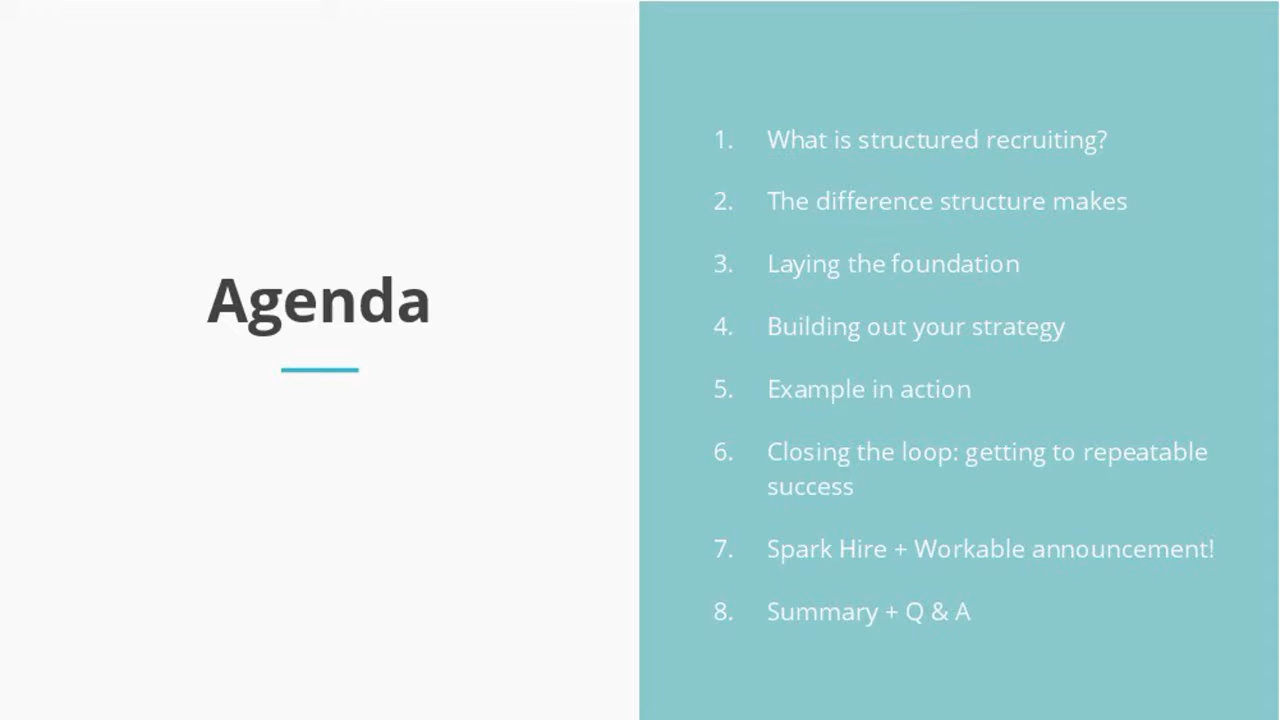 Agenda
1. What is structured recruiting?
2. The difference structure makes
3. Laying the foundation
4. Building out your strategy
5. Example in action
6. Closing the loop: getting to repeatable
success
7. Spark Hire + Workable announcement!
8. Summary + Q & A